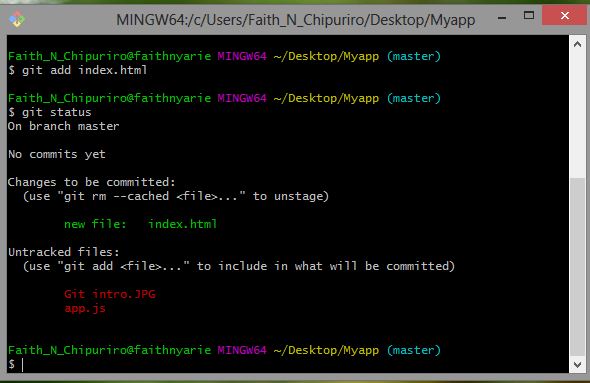 MINGW64:/c/Users/Faith_N_Chipuriro/Desktop/Myapp
Faith_N_Chipuriro@faithnyarie MINGW64 ~/Desktop/Myapp (master)
$ git add index.html
Faith_N_Chipuriro@faithnyarie MINGW64 ~/Desktop/Myapp (master)
$ git status
On branch master
No commits yet
Changes to be committed:
(use "git rm --cached <file>..." to unstage)
new file:   index.html
Untracked files:
(use "git add <file>..." to include in what will be committed)
Git intro.JPG
app.js
Faith_N_Chipuriro@faithnyarie MINGW64 ~/Desktop/Myapp (master)
$